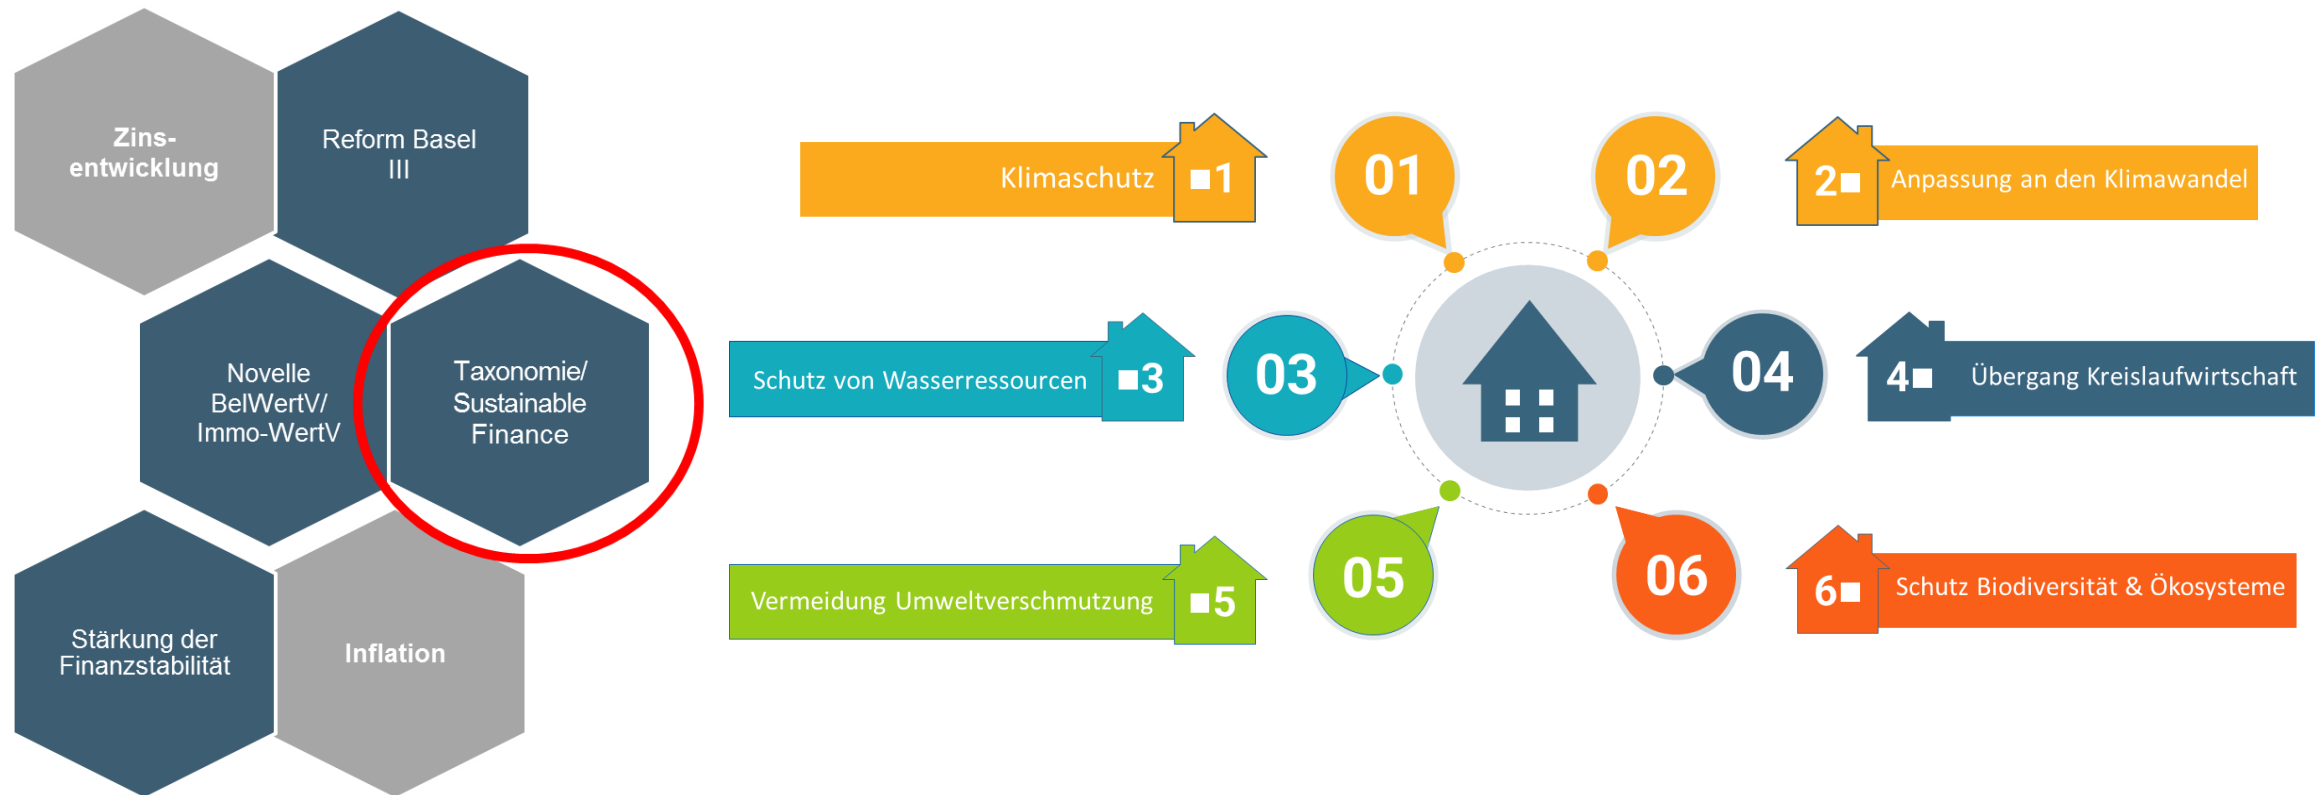 Zins-
entwicklung
Reform Basel
III
Novelle
BelWertV/
Immo-WertV
Taxonomie/
Sustainable
Finance
Stärkung der
Finanzstabilität
Inflation
Klimaschutz
1
01
02
2
Anpassung an den Klimawandel
Schutz von Wasserressourcen
3
03
04
4
Übergang Kreislaufwirtschaft
Vermeidung Umweltverschmutzung
5
05
06
6
Schutz Biodiversität & Ökosysteme